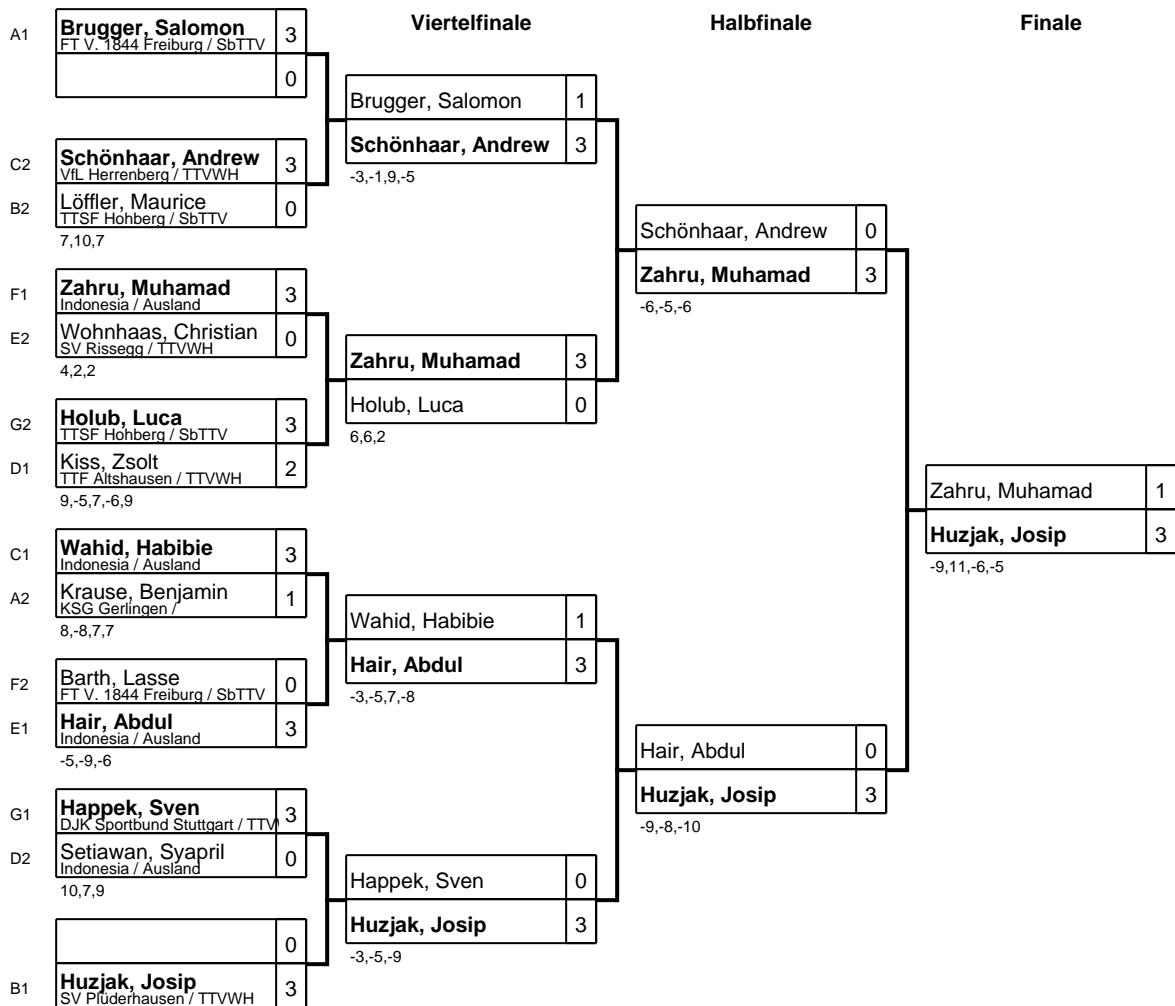 Viertelfinale
Halbfinale
Finale
A1
Brugger, Salomon 3
FT V. 1844 Freiburg / SbTTV
0
C2
Schönhaar, Andrew 3
VfL Herrenberg / TTVWH
B2
Löffler, Maurice 0
TTSF Hohberg / SbTTV
7,10,7
F1
Zahru, Muhamad 3
Indonesia / Ausland
E2
Wohnhaas, Christian 0
SV Rissegg / TTVWH
4,2,2
G2
Holub, Luca 3
TTSF Hohberg / SbTTV
D1
Kiss, Zsolt 2
TTF Altshausen / TTVWH
9,-5,7,-6,9
C1
Wahid, Habibie 3
Indonesia / Ausland
A2
Krause, Benjamin 1
KSG Gerlingen /
8,-8,7,7
F2
Barth, Lasse 0
FT V. 1844 Freiburg / SbTTV
E1
Hair, Abdul 3
Indonesia / Ausland
-5,-9,-6
G1
Happek, Sven 3
DJK Sportbund Stuttgart / TTV
D2
Setiawan, Syapril 0
Indonesia / Ausland
10,7,9
0
B1
Huzjak, Josip 3
SV Plüderhausen / TTVWH
Brugger, Salomon 1
Schönhaar, Andrew 3
-3,-1,9,-5
Zahru, Muhamad 3
Holub, Luca 0
6,6,2
Wahid, Habibie 1
Hair, Abdul 3
-3,-5,7,-8
Happek, Sven 0
Huzjak, Josip 3
-3,-5,-9
Schönhaar, Andrew 0
Zahru, Muhamad 3
-6,-5,-6
Hair, Abdul 0
Huzjak, Josip 3
-9,-8,-10
Zahru, Muhamad 1
Huzjak, Josip 3
-9,11,-6,-5